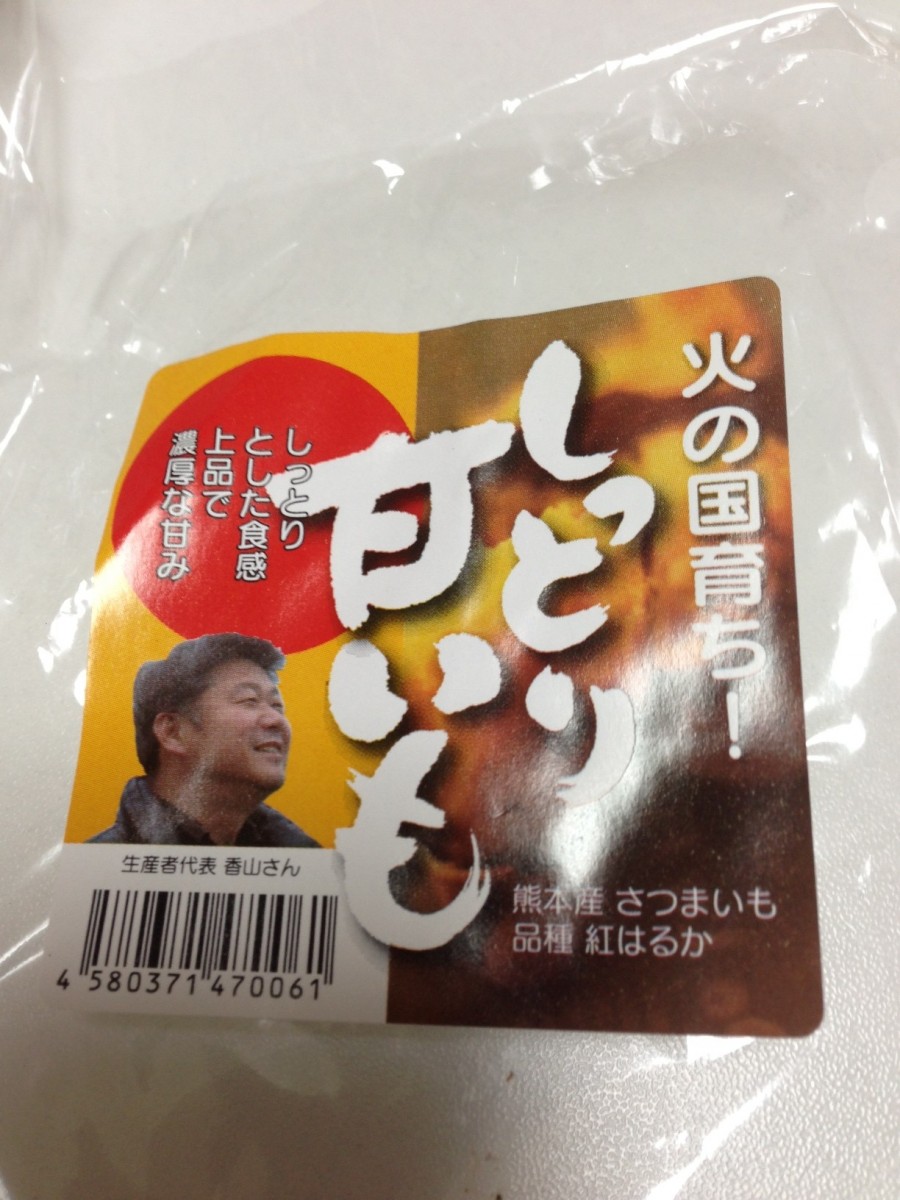 火の国育ち！
しっとり
甘いも
しっとり
とした食感
上品で
濃厚な甘み
生産者代表 香山さん
4 580371 470061
熊本産 さつまいも
品種 紅はるか